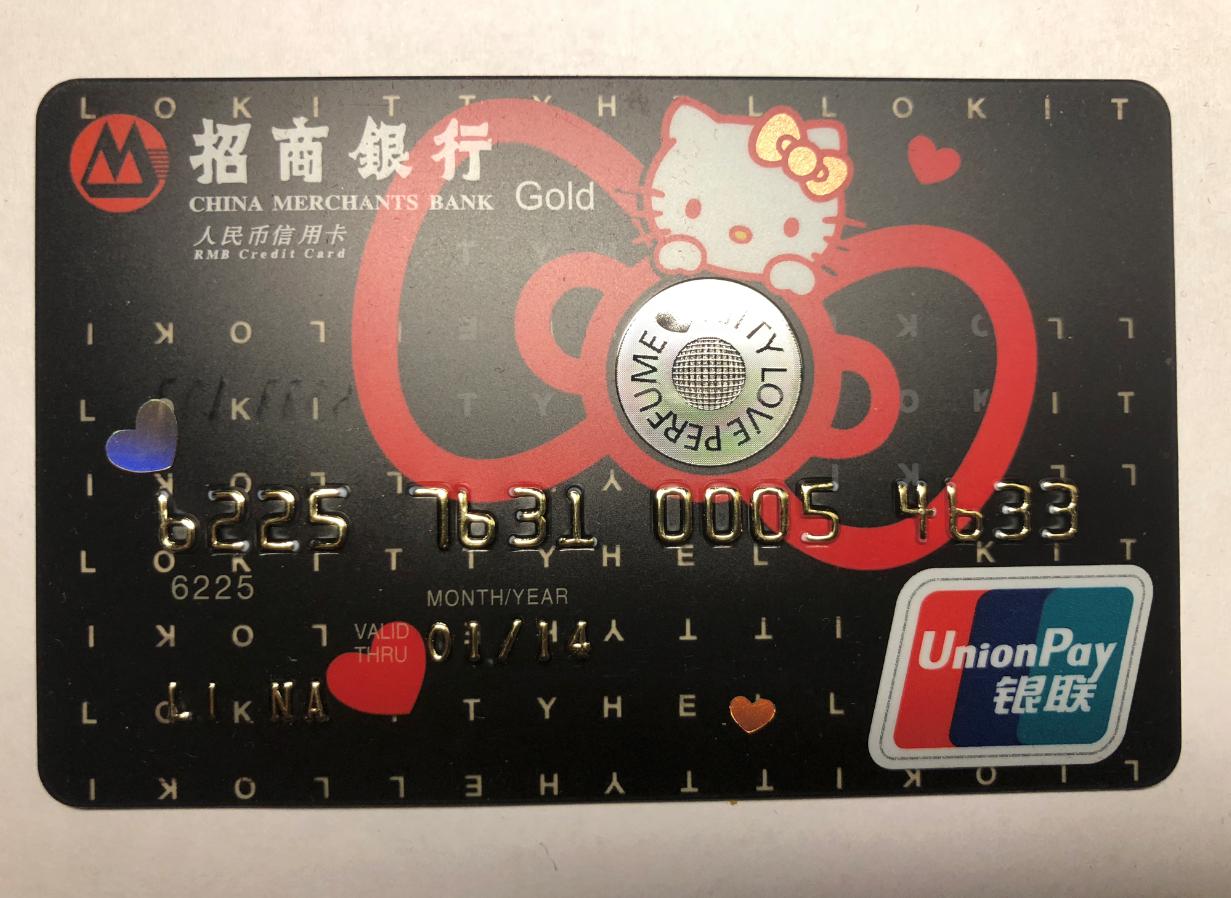 L O K I T T Y H E L L O K I T
招商銀行
CHINA MERCHANTS BANK Gold
人民币信用卡
RMB Credit Card
KITTY LOVE PERFUME
6225 7631 0005 4633
6225
MONTH/YEAR
VALID THRU 01/14
LI NA
UnionPay
银联